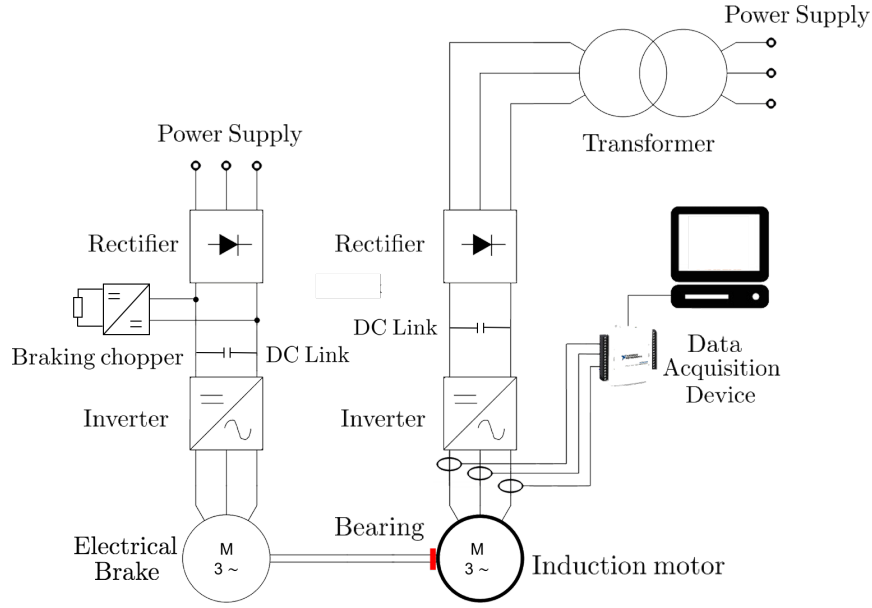 Power Supply
Transformer
Power Supply
Rectifier
Rectifier
DC Link
Braking chopper
DC Link
Data
Acquisition
Device
Inverter
Inverter
Bearing
Electrical
Brake
M
3 ~
M
3 ~
Induction motor